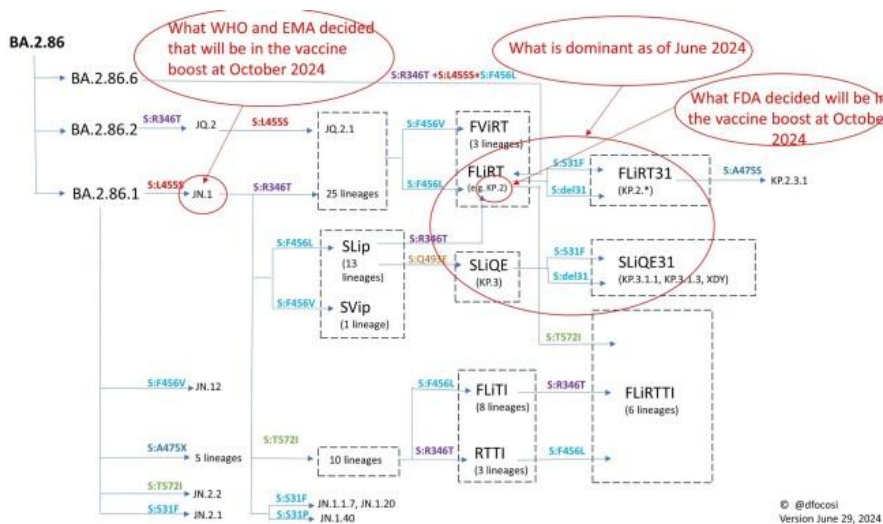 What WHO and EMA decided
that will be in the vaccine
boost at October 2024
What is dominant as of June 2024
What FDA decided will be in
the vaccine boost at October
2024
BA.2.86
BA.2.86.6
S:R346T +S:L455S+S:F456L
BA.2.86.2
S:R346T
JQ.2
S:L455S
JQ.2.1
S:F456V
FViRT
(3 lineages)
BA.2.86.1
S:L455S
JN.1
S:R346T
25 lineages
S:F456L
FLiRT
(e.g. KP.2)
S:S31F
S:del31
FLiRT31
(KP.2.*)
S:A475S
KP.2.3.1
S:F456L
SLip
(13
lineages)
S:R346T
S:Q493E
SLiQE
(KP.3)
S:S31F
S:del31
SLiQE31
(KP.3.1.1, KP.3.1.3, XDY)
S:F456V
SVip
(1 lineage)
S:T572I
S:F456V
JN.12
S:F456L
FLiTI
(8 lineages)
S:R346T
FLiRTTI
(6 lineages)
S:A475X
5 lineages
S:T572I
10 lineages
S:R346T
RTTI
(3 lineages)
S:F456L
S:T572I
JN.2.2
S:S31F
JN.2.1
S:S31F
JN.1.1.7, JN.1.20
S:S31P
JN.1.40
© @dfocosi
Version June 29, 2024